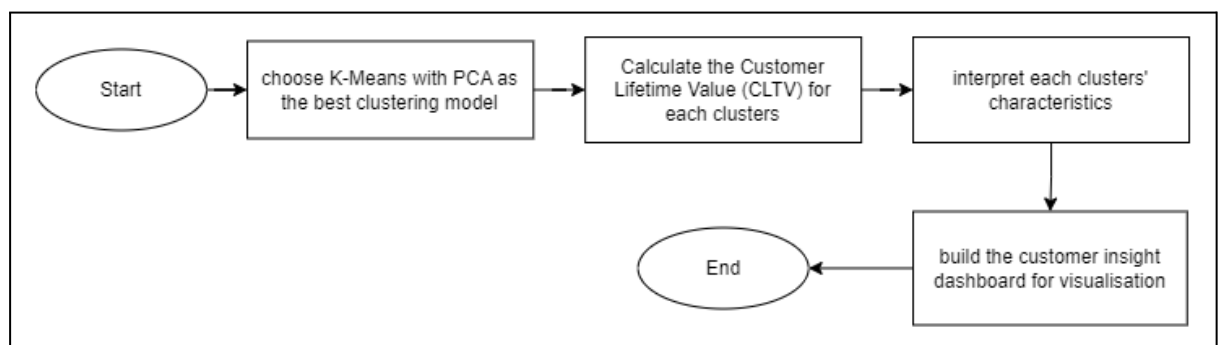 Start
choose K-Means with PCA as
the best clustering model
Calculate the Customer
Lifetime Value (CLTV) for
each clusters
interpret each clusters'
characteristics
build the customer insight
dashboard for visualisation
End